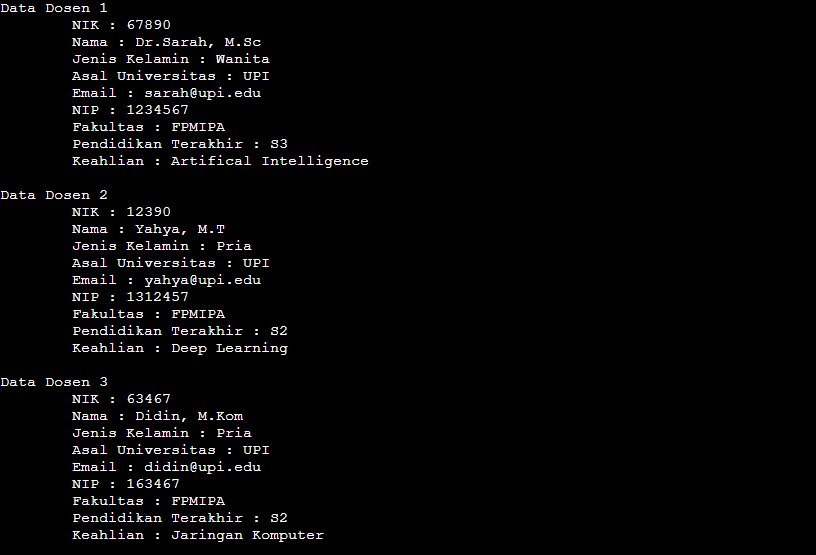 Data Dosen 1
NIK : 67890
Nama : Dr.Sarah, M.Sc
Jenis Kelamin : Wanita
Asal Universitas : UPI
Email : sarah@upi.edu
NIP : 1234567
Fakultas : FPMIPA
Pendidikan Terakhir : S3
Keahlian : Artifical Intelligence
Data Dosen 2
NIK : 12390
Nama : Yahya, M.T
Jenis Kelamin : Pria
Asal Universitas : UPI
Email : yahya@upi.edu
NIP : 1312457
Fakultas : FPMIPA
Pendidikan Terakhir : S2
Keahlian : Deep Learning
Data Dosen 3
NIK : 63467
Nama : Didin, M.Kom
Jenis Kelamin : Pria
Asal Universitas : UPI
Email : didin@upi.edu
NIP : 163467
Fakultas : FPMIPA
Pendidikan Terakhir : S2
Keahlian : Jaringan Komputer